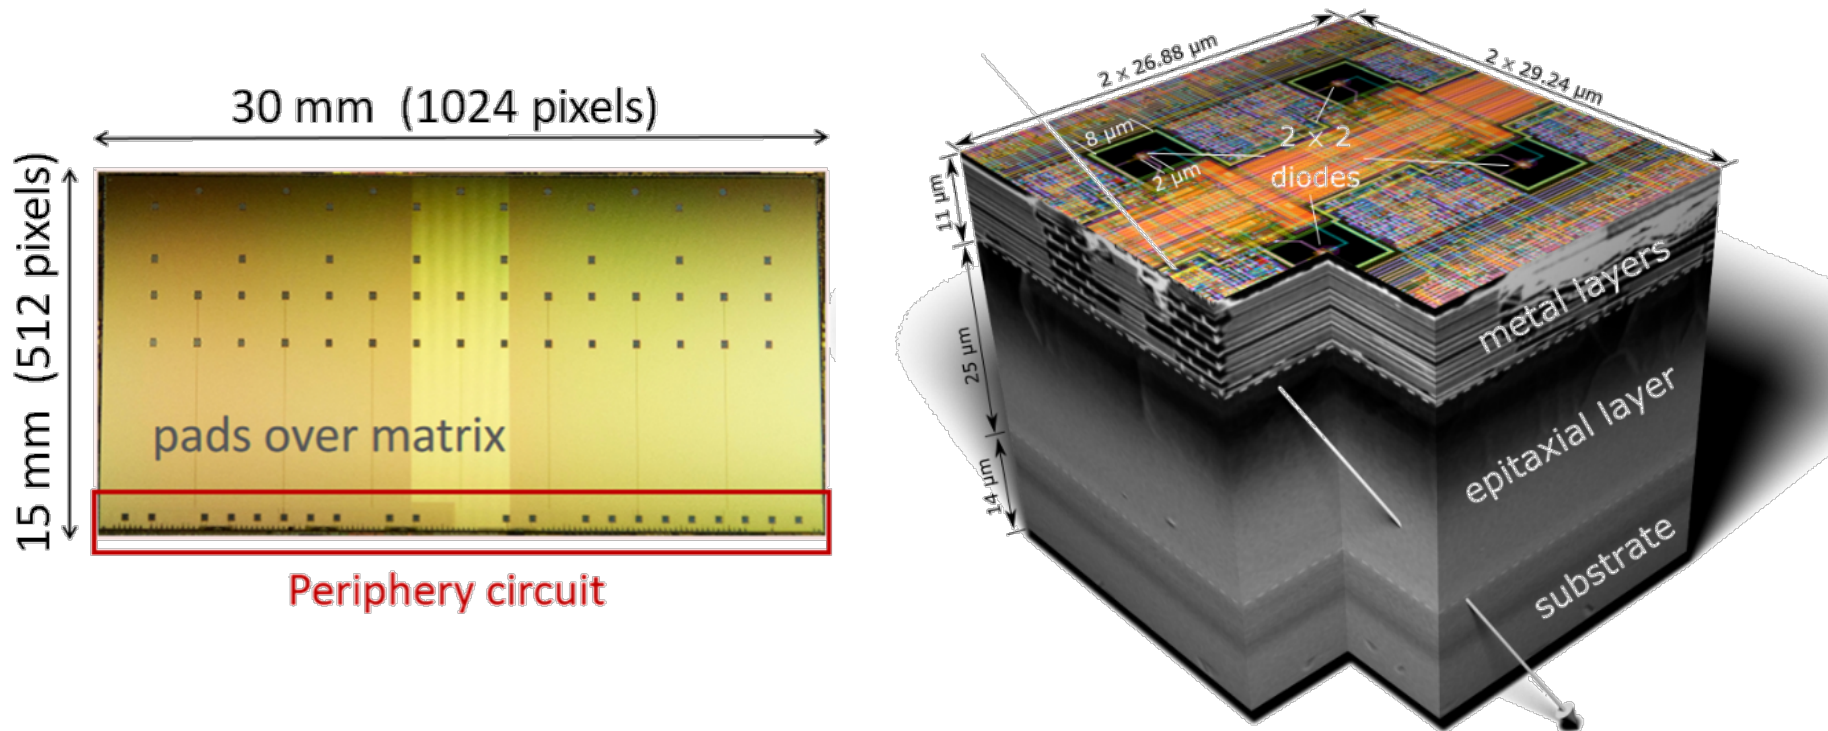 30 mm (1024 pixels)
15 mm (512 pixels)
pads over matrix
Periphery circuit
2 x 26.88 µm
2 x 29.24 µm
8 µm
2 x 2
2 µm
diodes
11 µm
metal layers
25 µm
epitaxial layer
14 µm
substrate